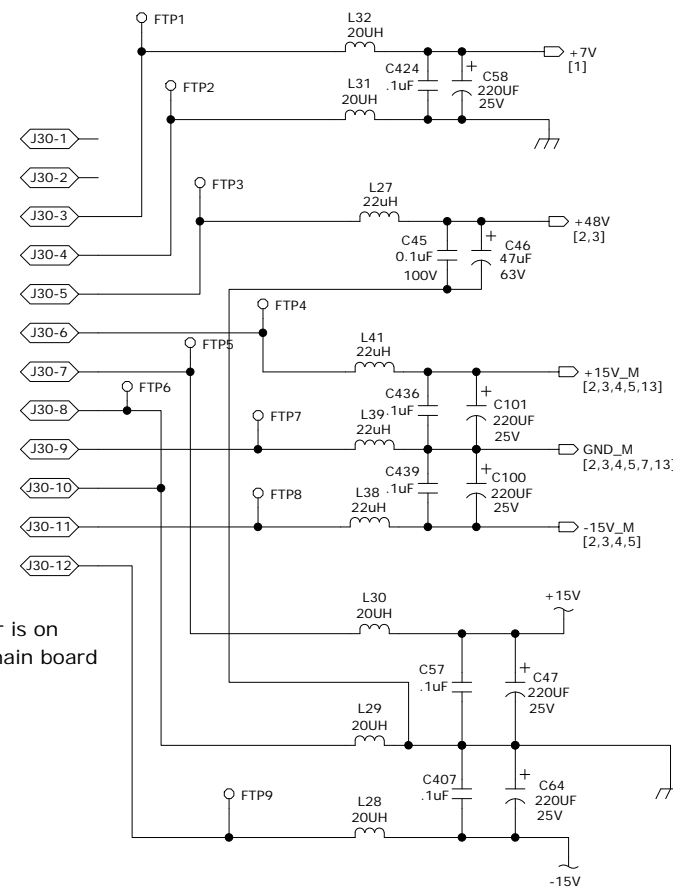 FTP1
L32
20UH
+7V
[1]
C424
.1uF
+
C58
220UF
25V
FTP2
L31
20UH
J30-1
J30-2
FTP3
L27
22uH
J30-3
+48V
[2,3]
J30-4
C45
0.1uF
100V
+
C46
47uF
63V
J30-5
FTP4
J30-6
FTP5
L41
22uH
J30-7
+15V_M
[2,3,4,5,13]
FTP6
C436
.1uF
+
C101
220UF
25V
J30-8
FTP7
L39
22uH
J30-9
GND_M
[2,3,4,5,7,13]
C439
.1uF
+
C100
220UF
25V
J30-10
FTP8
L38
22uH
J30-11
-15V_M
[2,3,4,5]
J30-12
L30
20UH
+15V
is on
board
C57
.1uF
+
C47
220UF
25V
L29
20UH
C407
.1uF
+
C64
220UF
25V
FTP9
L28
20UH
-15V